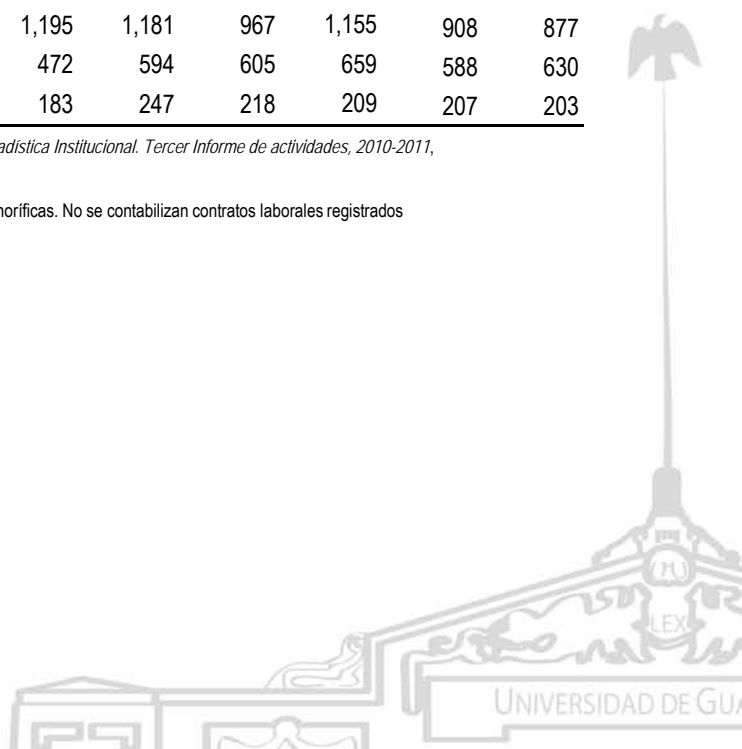 1,195 1,181 967 1,155 908 877
472 594 605 659 588 630
183 247 218 209 207 203
adística Institucional. Tercer Informe de actividades, 2010-2011,
noríficas. No se contabilizan contratos laborales registrados
LEX
UNIVERSIDAD DE GUA